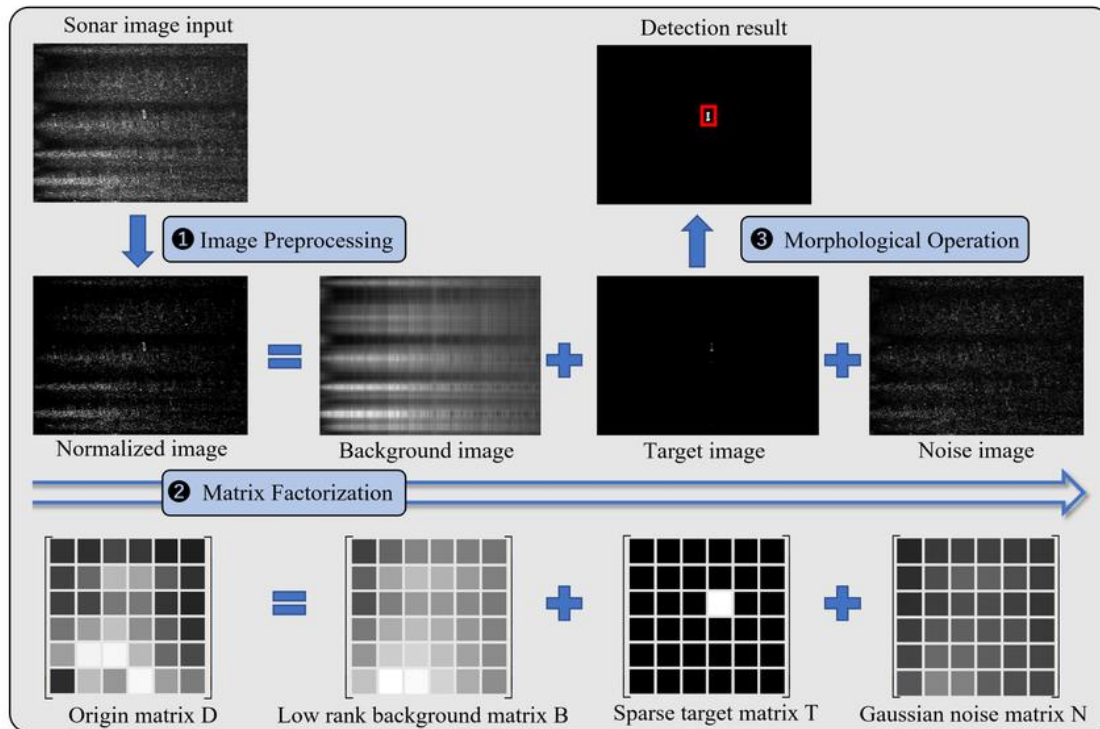 Sonar image input
Detection result
❶ Image Preprocessing
❸ Morphological Operation
Normalized image
Background image
Target image
Noise image
❷ Matrix Factorization
Origin matrix D
Low rank background matrix B
Sparse target matrix T
Gaussian noise matrix N